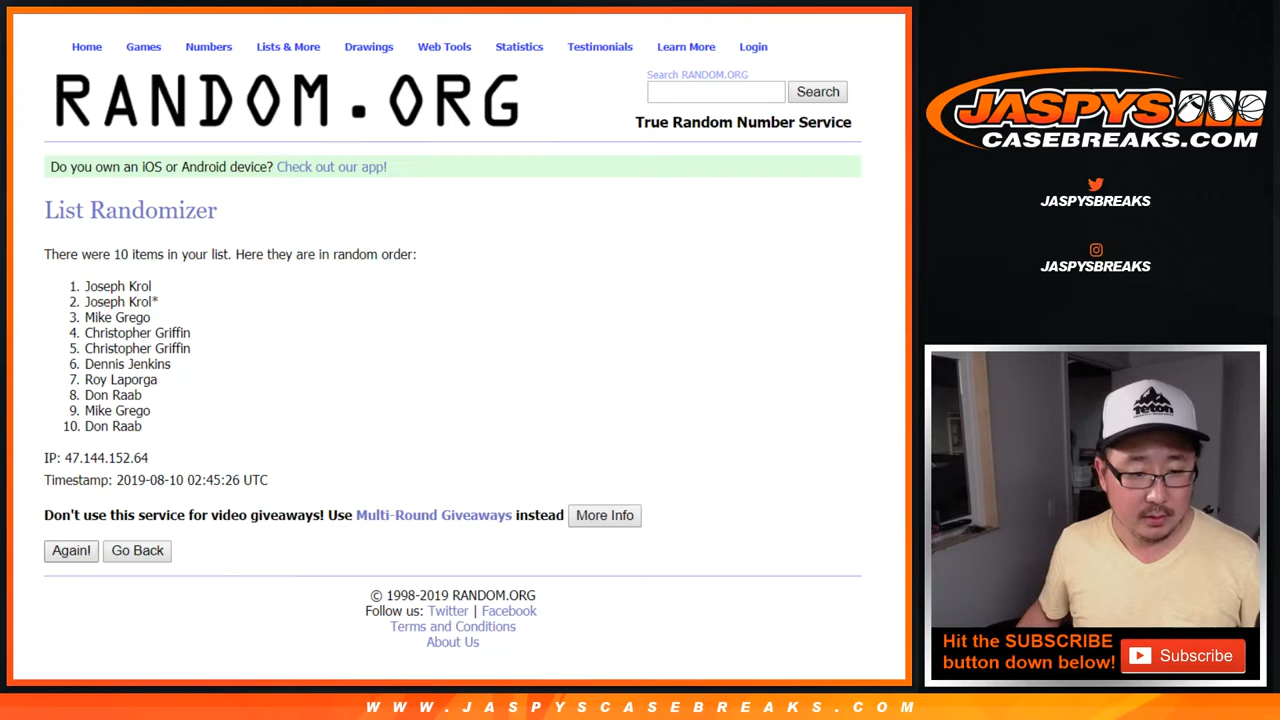 Home Games Numbers Lists & More Drawings Web Tools Statistics Testimonials Learn More Login
RANDOM.ORG
Search RANDOM.ORG
Search
True Random Number Service
Do you own an iOS or Android device? Check out our app!
List Randomizer
There were 10 items in your list. Here they are in random order:
1. Joseph Krol
2. Joseph Krol*
3. Mike Grego
4. Christopher Griffin
5. Christopher Griffin
6. Dennis Jenkins
7. Roy Laporga
8. Don Raab
9. Mike Grego
10. Don Raab
IP: 47.144.152.64
Timestamp: 2019-08-10 02:45:26 UTC
Don't use this service for video giveaways! Use Multi-Round Giveaways instead More Info
Again! Go Back
© 1998-2019 RANDOM.ORG
Follow us: Twitter | Facebook
Terms and Conditions
About Us
JASPYS
CASEBREAKS.COM
JASPYSBREAKS
JASPYSBREAKS
TETON
Hit the SUBSCRIBE
button down below!
Subscribe
WWW.JASPYSCASEBREAKS.COM